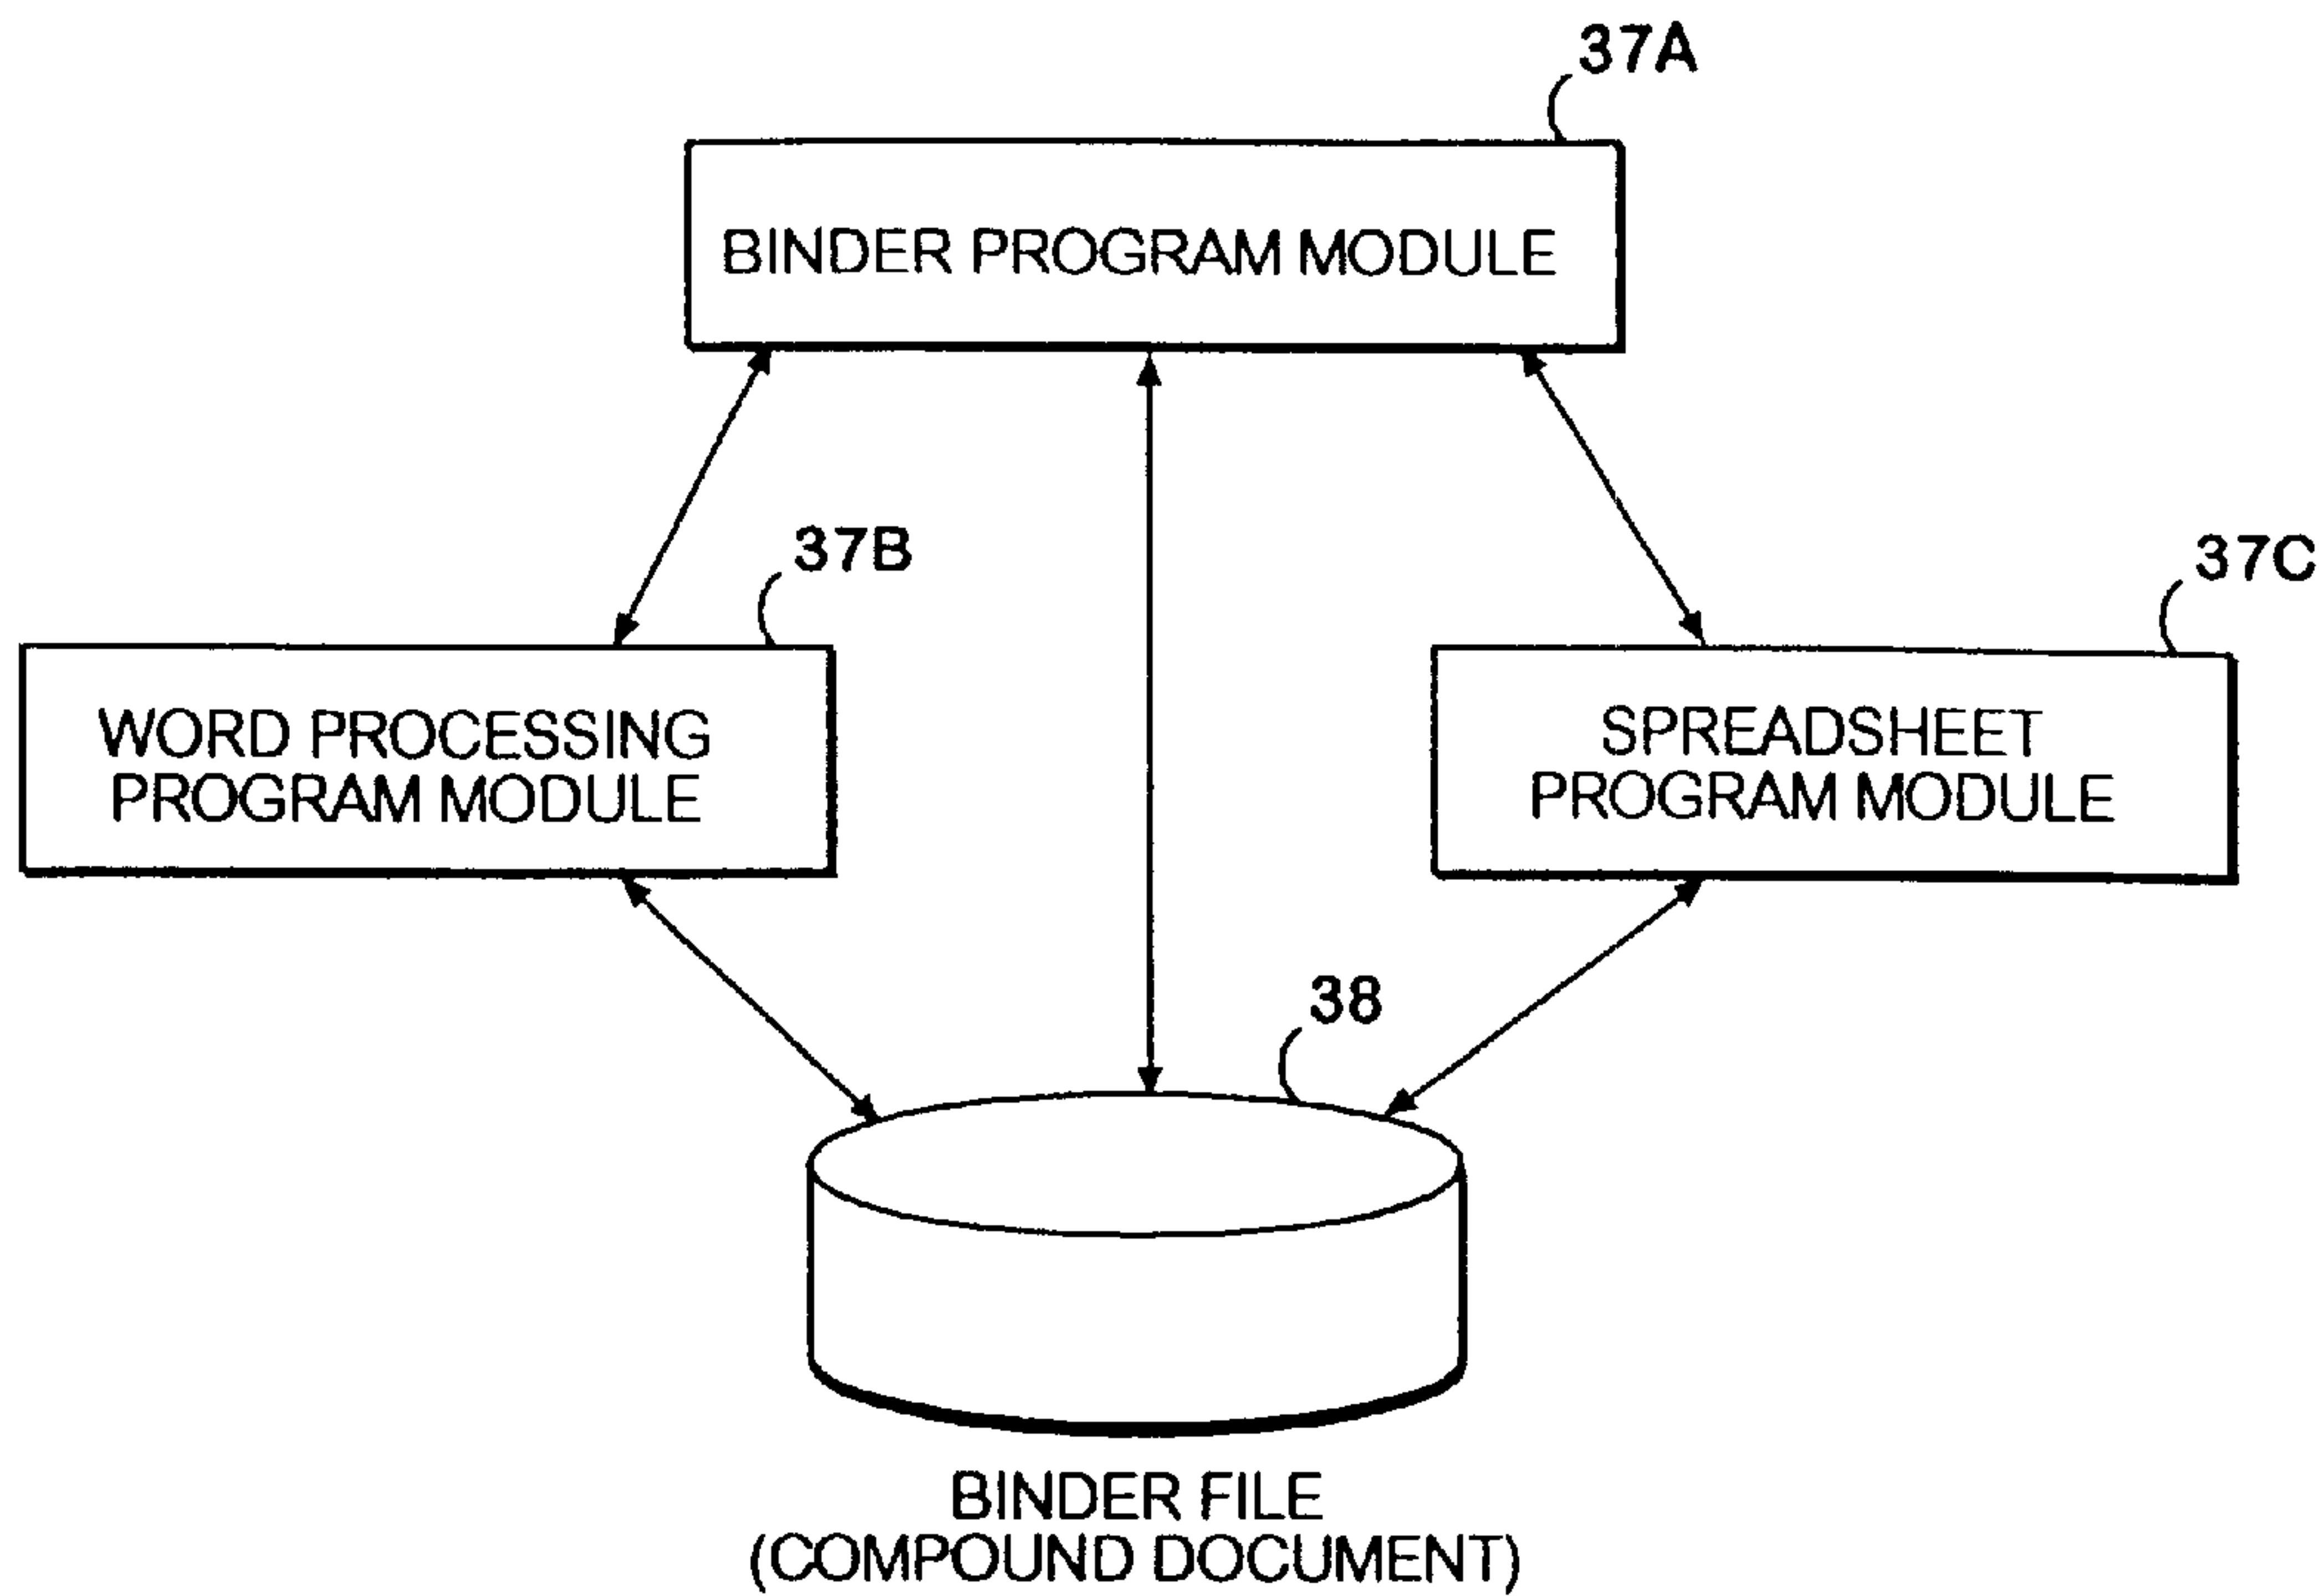 37A
BINDER PROGRAM MODULE
37B
37C
WORD PROCESSING
PROGRAM MODULE
SPREADSHEET
PROGRAM MODULE
38
BINDER FILE
(COMPOUND DOCUMENT)